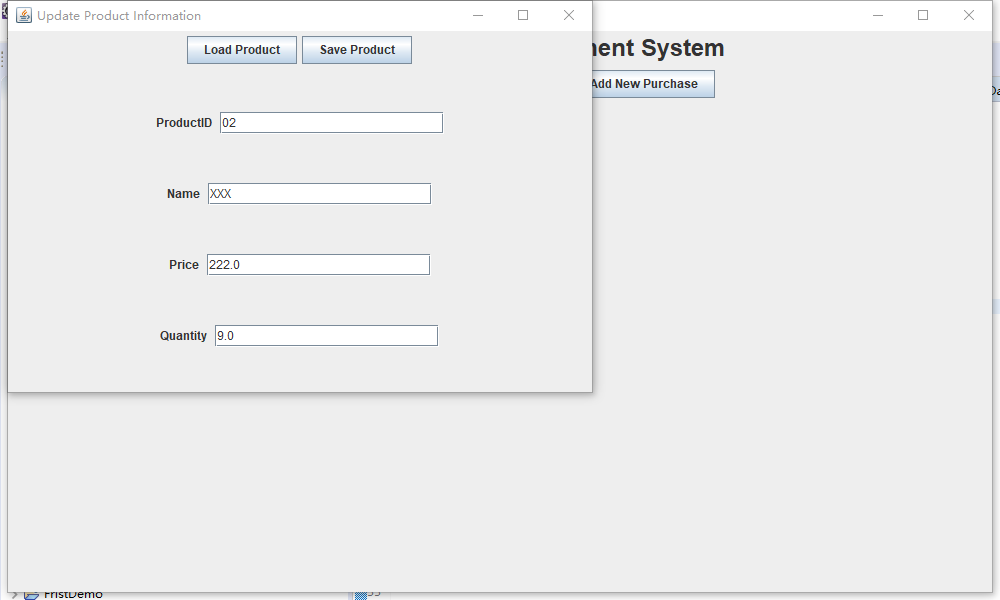 Update Product Information
Load Product Save Product
ment System
Add New Purchase
ProductID 02
Name XXX
Price 222.0
Quantity 9.0
FristDemo